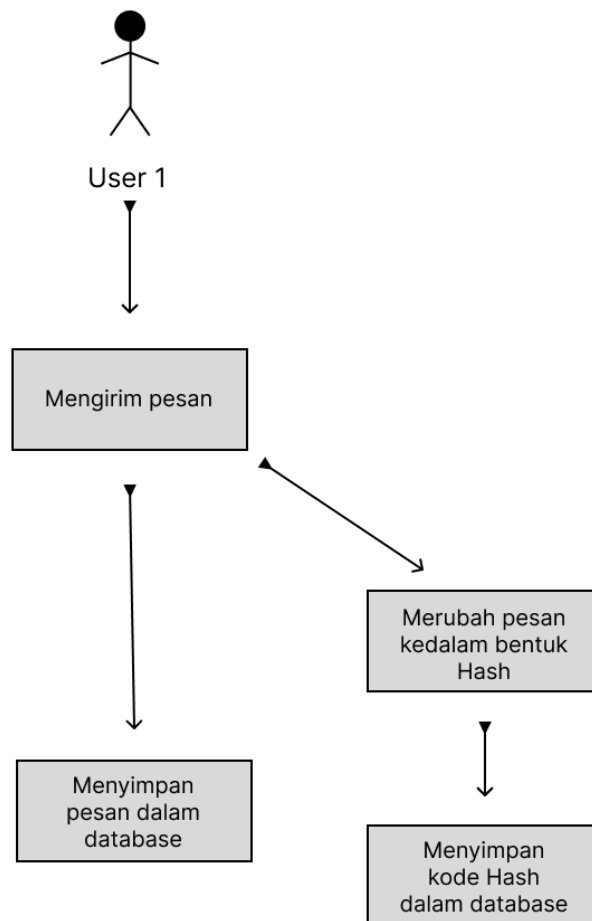 User 1
Mengirim pesan
Merubah pesan
kedalam bentuk
Hash
Menyimpan
pesan dalam
database
Menyimpan
kode Hash
dalam database